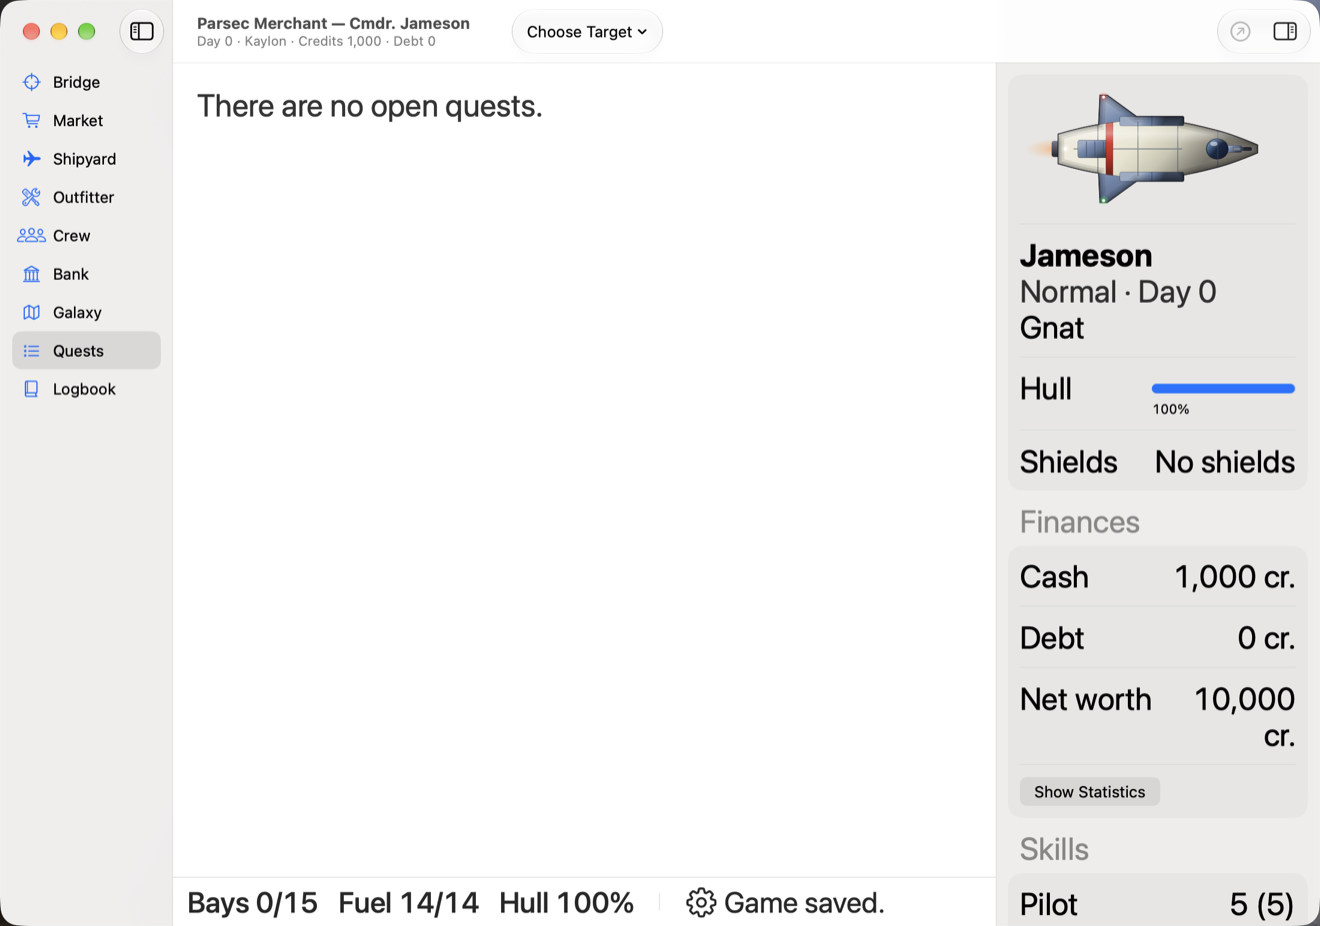 Parsec Merchant — Cmdr. Jameson
Day 0 · Kaylon · Credits 1,000 · Debt 0
Choose Target
Bridge
Market
Shipyard
Outfitter
Crew
Bank
Galaxy
Quests
Logbook
There are no open quests.
Jameson
Normal · Day 0
Gnat
Hull
100%
Shields No shields
Finances
Cash 1,000 cr.
Debt 0 cr.
Net worth 10,000
cr.
Show Statistics
Skills
Pilot 5 (5)
Bays 0/15 Fuel 14/14 Hull 100% Game saved.